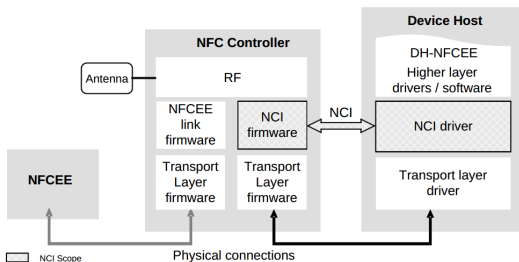 Device Host
NFC Controller
DH-NFCEE
Higher layer
drivers / software
Antenna
RF
NFCEE
link
firmware
NCI
firmware
NCI
NCI driver
NFCEE
Transport
Layer
firmware
Transport
Layer
firmware
Transport layer
driver
Physical connections
NCI Scope